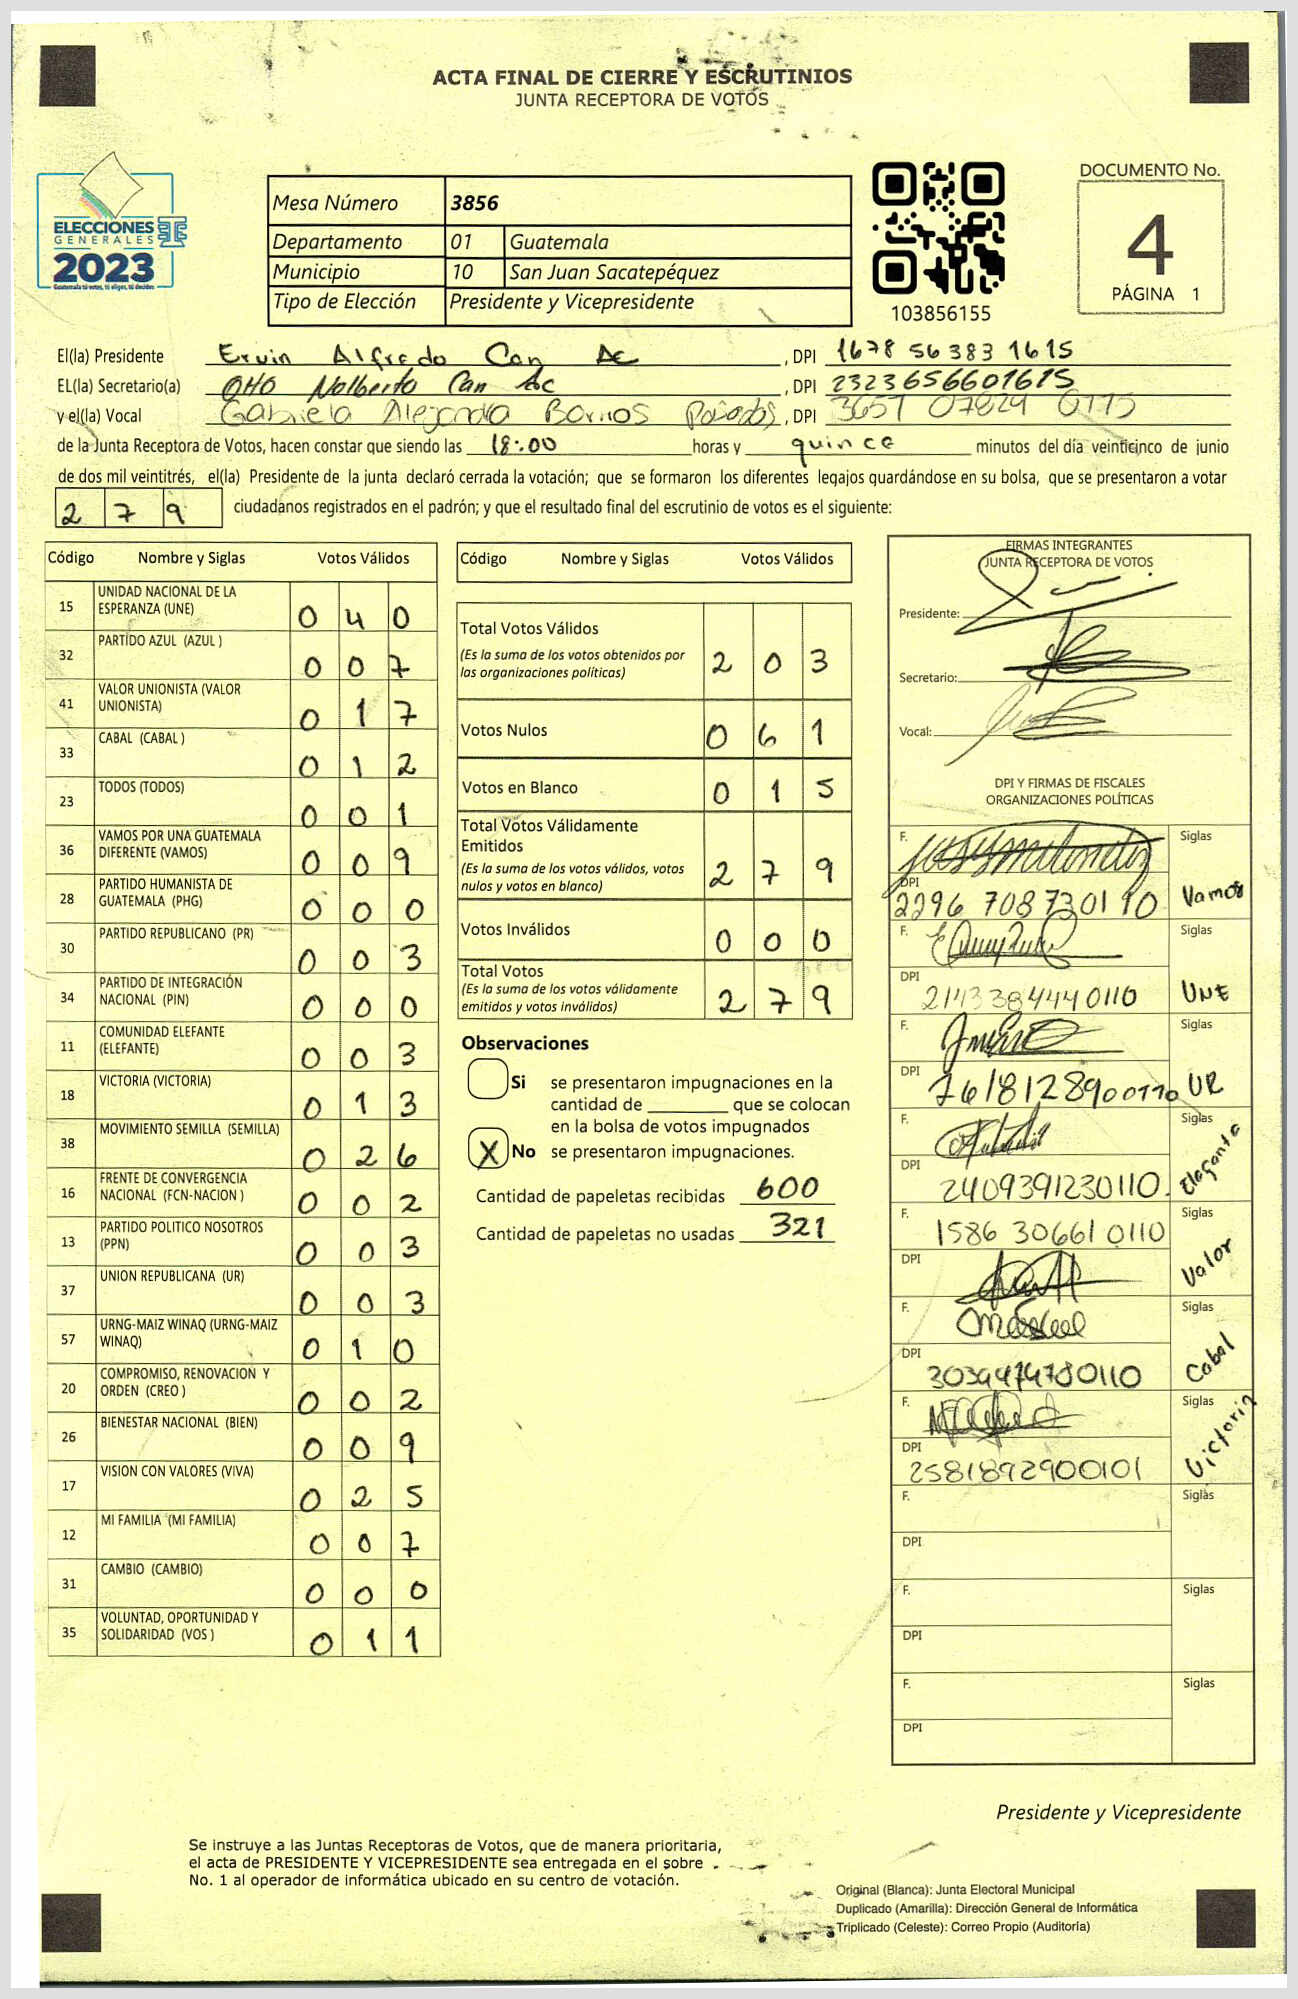 ACTA FINAL DE CIERRE Y ESCRUTINIOS
JUNTA RECEPTORA DE VOTOS
ELECCIONES
GENERALES
2023
Guatemala tú votes, tú eliges, tú decides
Mesa Número 3856
Departamento 01 Guatemala
Municipio 10 San Juan Sacatepéquez
Tipo de Elección Presidente y Vicepresidente
103856155
DOCUMENTO No.
4
PÁGINA 1
El(la) Presidente Ervin Alfredo Can Ac, DPI 1678 56383 1615
EL(la) Secretario(a) Otto Nolberto Can Ac, DPI 2323656601615
y el(la) Vocal Gabriela Alejandra Barrios, DPI 3657 07829 0115
de la Junta Receptora de Votos, hacen constar que siendo las 18:00 horas y quince minutos del día veinticinco de junio
de dos mil veintitrés, el(la) Presidente de la junta declaró cerrada la votación; que se formaron los diferentes legajos guardándose en su bolsa, que se presentaron a votar
279 ciudadanos registrados en el padrón; y que el resultado final del escrutinio de votos es el siguiente:
Código Nombre y Siglas Votos Válidos
15 UNIDAD NACIONAL DE LA ESPERANZA (UNE) 0 4 0
32 PARTIDO AZUL (AZUL ) 0 0 7
41 VALOR UNIONISTA (VALOR UNIONISTA) 0 1 7
33 CABAL (CABAL ) 0 1 2
23 TODOS (TODOS) 0 0 1
36 VAMOS POR UNA GUATEMALA DIFERENTE (VAMOS) 0 0 9
28 PARTIDO HUMANISTA DE GUATEMALA (PHG) 0 0 0
30 PARTIDO REPUBLICANO (PR) 0 0 3
34 PARTIDO DE INTEGRACIÓN NACIONAL (PIN) 0 0 0
11 COMUNIDAD ELEFANTE (ELEFANTE) 0 0 3
18 VICTORIA (VICTORIA) 0 1 3
38 MOVIMIENTO SEMILLA (SEMILLA) 0 2 6
16 FRENTE DE CONVERGENCIA NACIONAL (FCN-NACION ) 0 0 2
13 PARTIDO POLITICO NOSOTROS (PPN) 0 0 3
37 UNION REPUBLICANA (UR) 0 0 3
57 URNG-MAIZ WINAQ (URNG-MAIZ WINAQ) 0 1 0
20 COMPROMISO, RENOVACION Y ORDEN (CREO ) 0 0 2
26 BIENESTAR NACIONAL (BIEN) 0 0 9
17 VISION CON VALORES (VIVA) 0 2 5
12 MI FAMILIA (MI FAMILIA) 0 0 7
31 CAMBIO (CAMBIO) 0 0 0
35 VOLUNTAD, OPORTUNIDAD Y SOLIDARIDAD (VOS ) 0 1 1
Código Nombre y Siglas Votos Válidos
Total Votos Válidos 2 0 3
(Es la suma de los votos obtenidos por
las organizaciones políticas)
Votos Nulos 0 6 1
Votos en Blanco 0 1 5
Total Votos Válidamente
Emitidos 2 7 9
(Es la suma de los votos válidos, votos
nulos y votos en blanco)
Votos Inválidos 0 0 0
Total Votos 2 7 9
(Es la suma de los votos válidamente
emitidos y votos inválidos)
Observaciones
Si se presentaron impugnaciones en la
cantidad de ________ que se colocan
en la bolsa de votos impugnados
X No se presentaron impugnaciones.
Cantidad de papeletas recibidas 600
Cantidad de papeletas no usadas 321
FIRMAS INTEGRANTES
JUNTA RECEPTORA DE VOTOS
Presidente:
Secretario:
Vocal:
DPI Y FIRMAS DE FISCALES
ORGANIZACIONES POLÍTICAS
F. Siglas
DPI 2296 70873 0110 Vamos
F. Siglas
DPI 2143384440110 UNE
F. Siglas
DPI 7618128900110 UR
F. Siglas
DPI 2409391230110. Elegante
F. 1586 30661 0110 Siglas
DPI Valor
F. Siglas
DPI 3034474780110 Cabal
F. Siglas
DPI 2581892900101 Victoria
F. Siglas
DPI
F. Siglas
DPI
F. Siglas
DPI
Presidente y Vicepresidente
Se instruye a las Juntas Receptoras de Votos, que de manera prioritaria,
el acta de PRESIDENTE Y VICEPRESIDENTE sea entregada en el sobre
No. 1 al operador de informática ubicado en su centro de votación.
Original (Blanca): Junta Electoral Municipal
Duplicado (Amarilla): Dirección General de Informática
Triplicado (Celeste): Correo Propio (Auditoría)